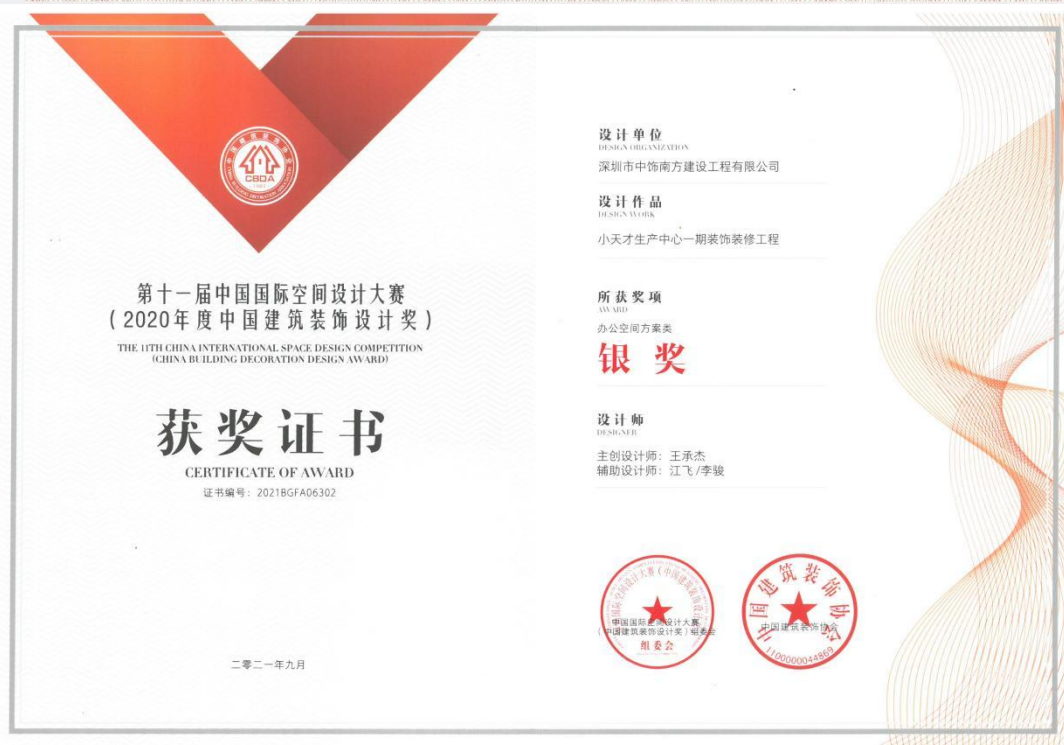 中国建筑装饰协会
CBDA
第十一届中国国际空间设计大赛
(2020年度中国建筑装饰设计奖)
THE 11TH CHINA INTERNATIONAL SPACE DESIGN COMPETITION
(CHINA BUILDING DECORATION DESIGN AWARD)
获奖证书
CERTIFICATE OF AWARD
证书编号：2021BGFA06302
二零二一年九月
设计单位
DESIGN ORGANIZATION
深圳市中饰南方建设工程有限公司
设计作品
DESIGN WORK
小天才生产中心一期装饰装修工程
所获奖项
AWARD
办公空间方案类
银奖
设计师
DESIGNER
主创设计师：王承杰
辅助设计师：江飞/李骏
中国国际空间设计大赛
(中国建筑装饰设计奖)组委会
组委会
中国建筑装饰协会
中国建筑装饰协会
1100000044869